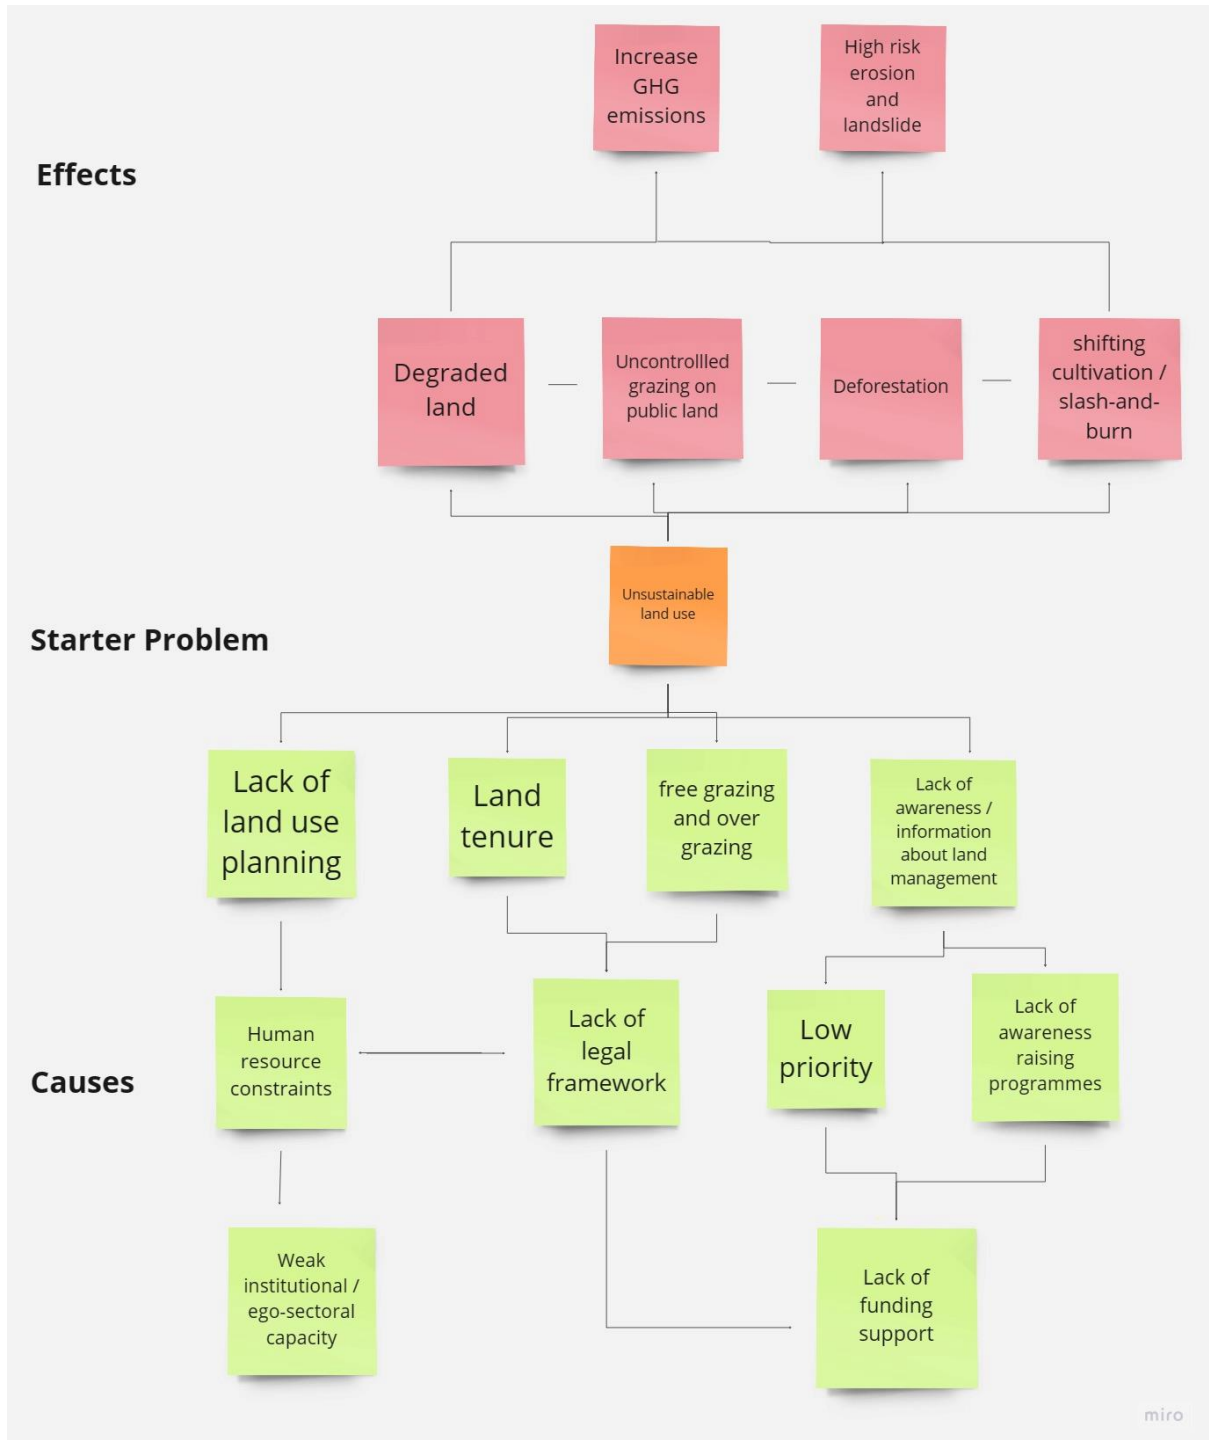 Increase
GHG
emissions
High risk
erosion
and
landslide
Effects
Degraded
land
Uncontrollled
grazing on
public land
Deforestation
shifting
cultivation /
slash-and-
burn
Unsustainable
land use
Starter Problem
Lack of
land use
planning
Land
tenure
free grazing
and over
grazing
Lack of
awareness /
information
about land
management
Human
resource
constraints
Lack of
legal
framework
Low
priority
Lack of
awareness
raising
programmes
Causes
Weak
institutional /
ego-sectoral
capacity
Lack of
funding
support
miro